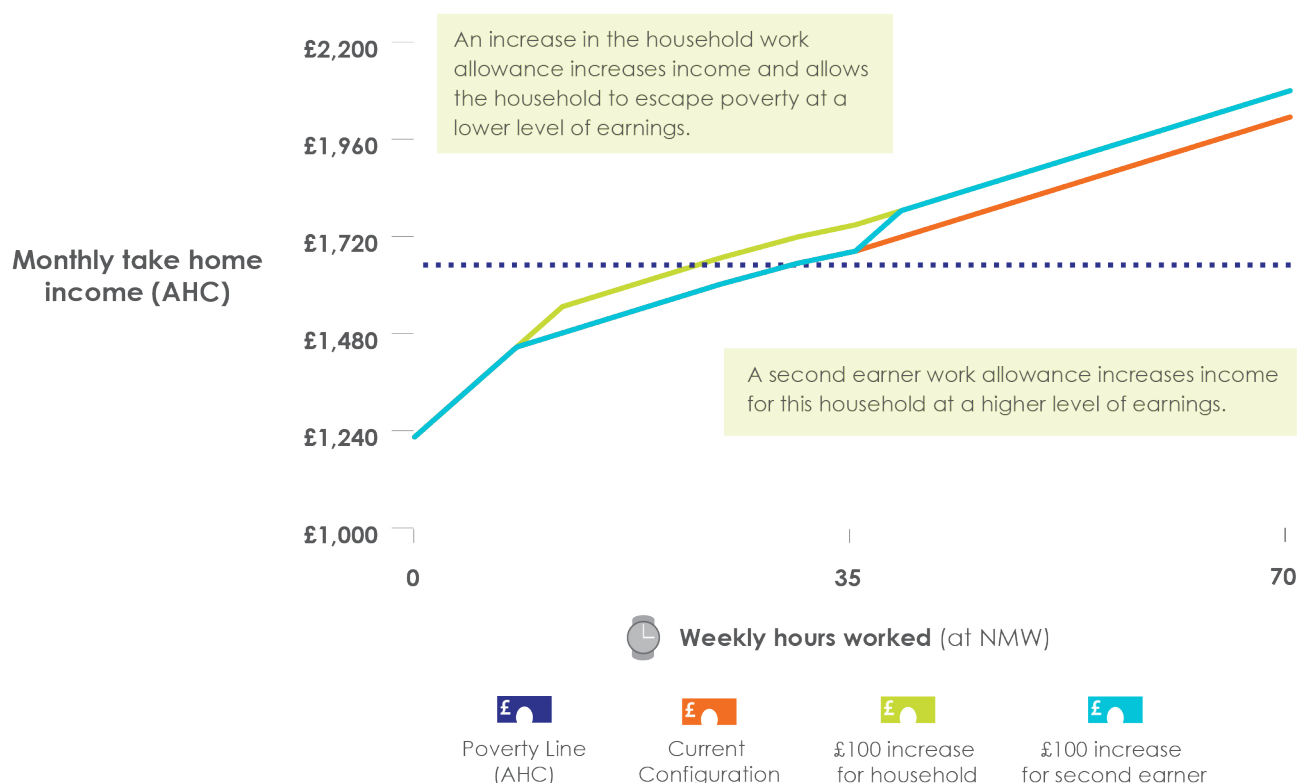 An increase in the household work
allowance increases income and allows
the household to escape poverty at a
lower level of earnings.
£2,200
£1,960
£1,720
£1,480
£1,240
£1,000
Monthly take home
income (AHC)
A second earner work allowance increases income
for this household at a higher level of earnings.
0
35
70
Weekly hours worked (at NMW)
£
£
£
£
Poverty Line
(AHC)
Current
Configuration
£100 increase
for household
£100 increase
for second earner